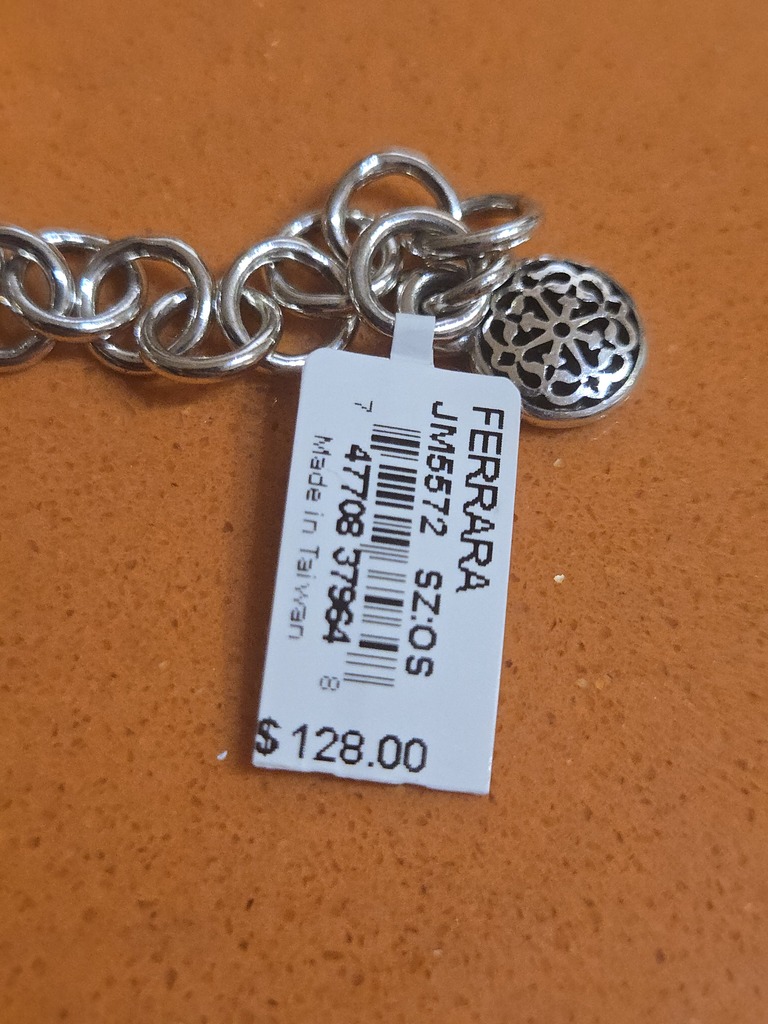 FERRARA
JM5572 SZ:OS
7 47708 37964 8
Made in Taiwan
$ 128.00